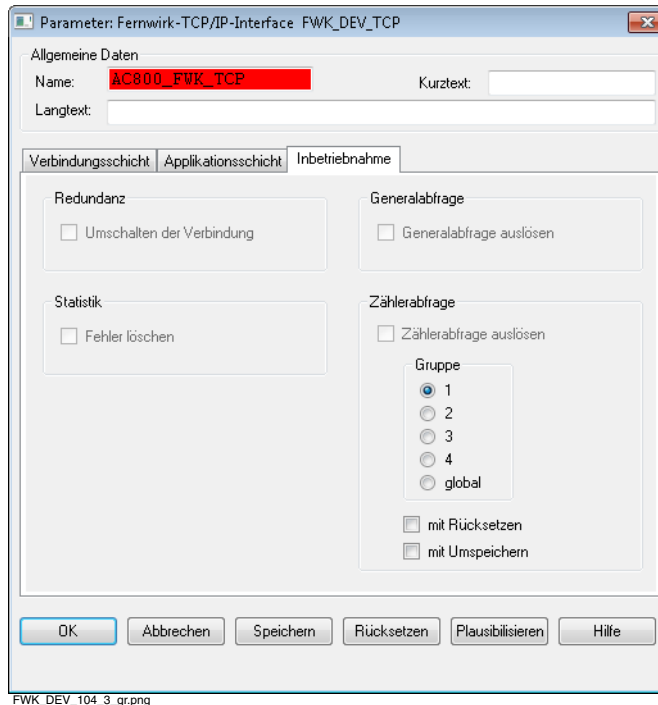 Parameter: Fernwirk-TCP/IP-Interface FWK_DEV_TCP
Allgemeine Daten
Name: AC800_FWK_TCP Kurztext:
Langtext:
Verbindungsschicht Applikationsschicht Inbetriebnahme
Redundanz
Umschalten der Verbindung
Generalabfrage
Generalabfrage auslösen
Statistik
Fehler löschen
Zählerabfrage
Zählerabfrage auslösen
Gruppe
1
2
3
4
global
mit Rücksetzen
mit Umspeichern
OK Abbrechen Speichern Rücksetzen Plausibilisieren Hilfe
FWK_DEV_104_3_gr.png